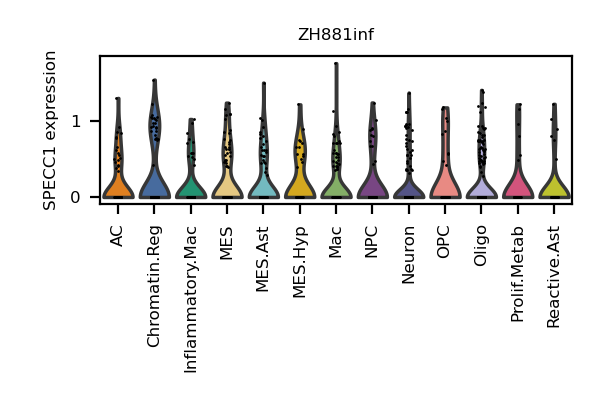 ZH881inf
SPECC1 expression
1
0
AC
Chromatin.Reg
Inflammatory.Mac
MES
MES.Ast
MES.Hyp
Mac
NPC
Neuron
OPC
Oligo
Prolif.Metab
Reactive.Ast